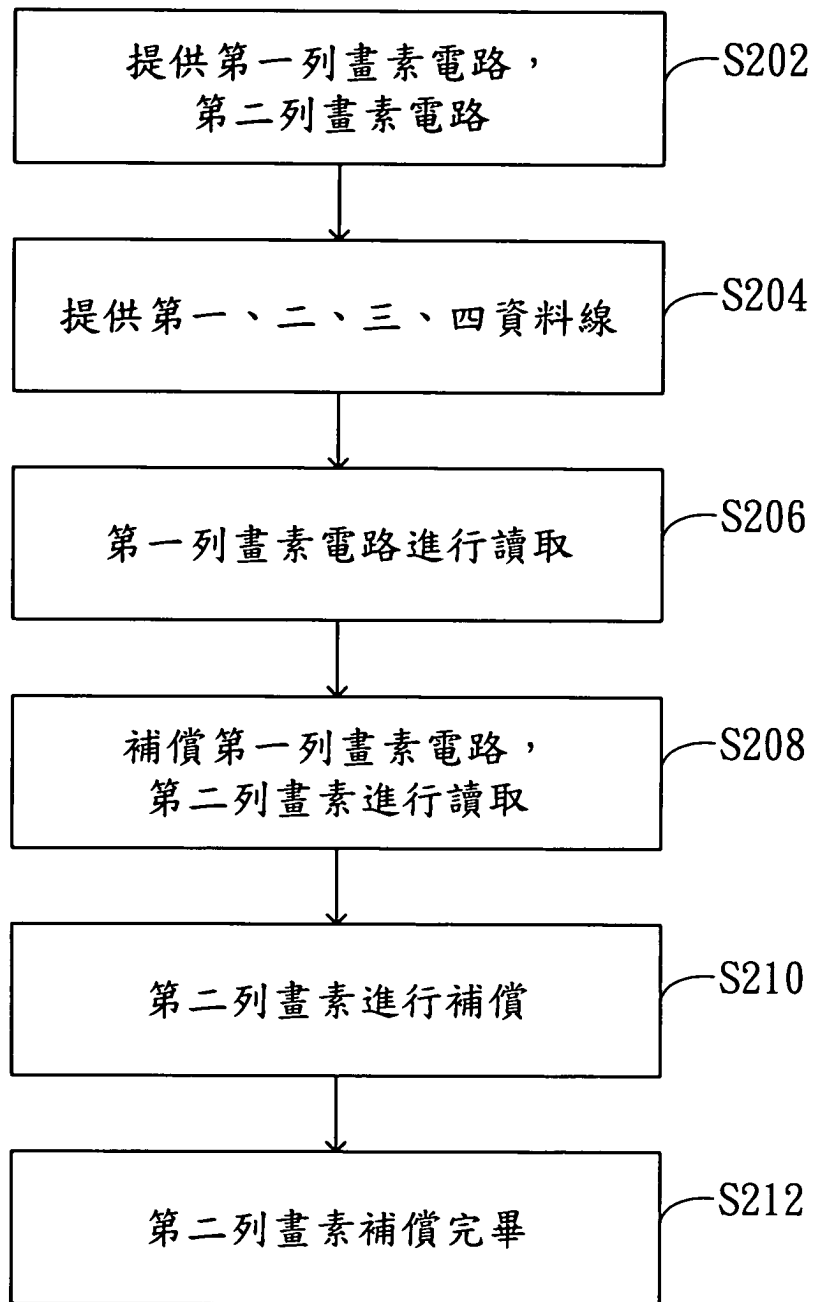 提供第一列畫素電路，
第二列畫素電路
S202
提供第一、二、三、四資料線
S204
第一列畫素電路進行讀取
S206
補償第一列畫素電路，
第二列畫素進行讀取
S208
第二列畫素進行補償
S210
第二列畫素補償完畢
S212